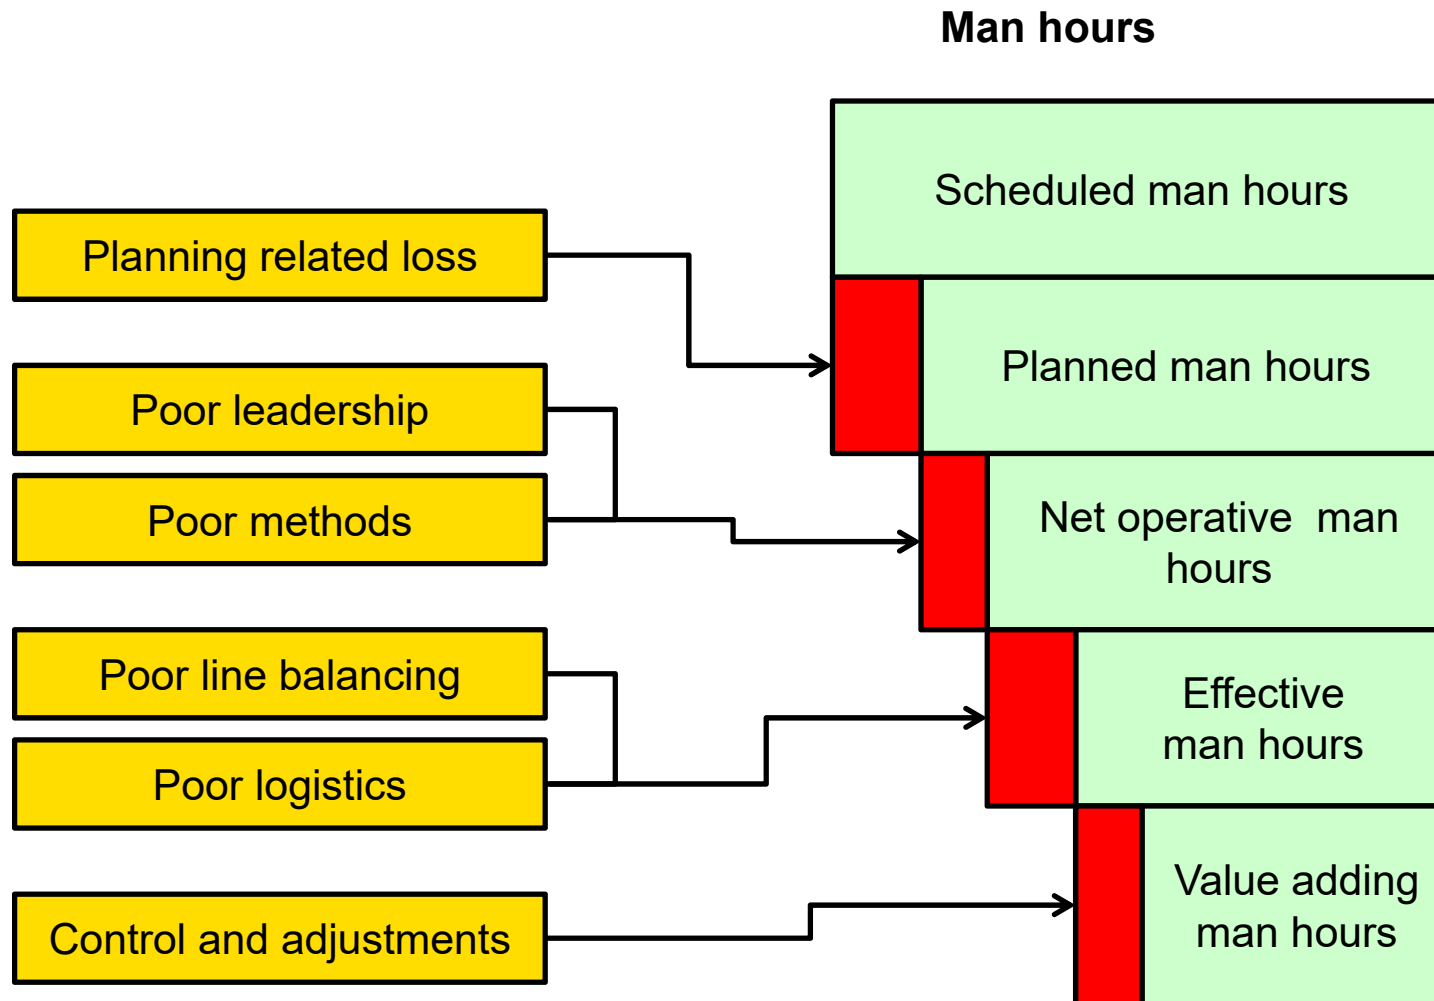 Man hours
Scheduled man hours
Planning related loss
Planned man hours
Poor leadership
Poor methods
Net operative  man
hours
Poor line balancing
Effective
man hours
Poor logistics
Value adding
man hours
Control and adjustments